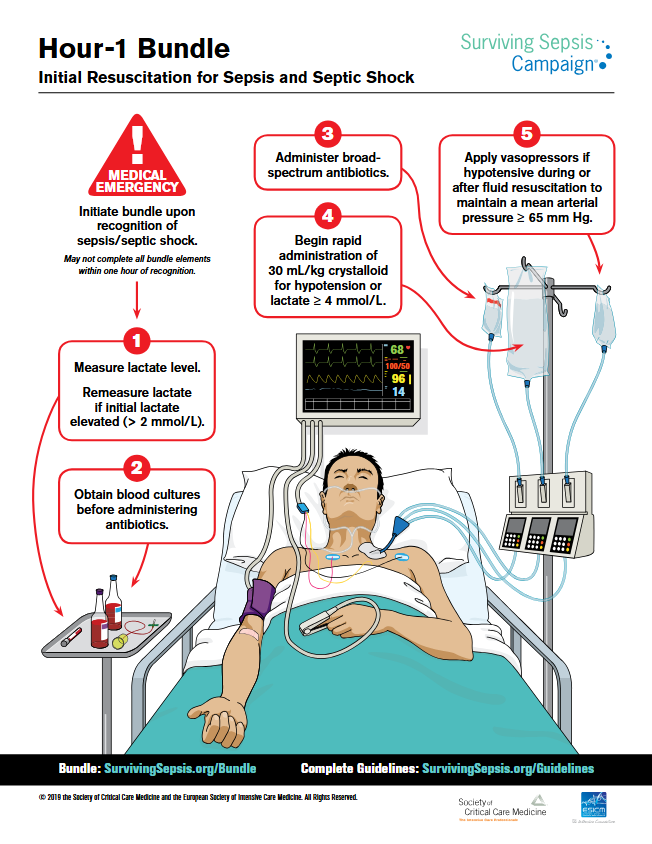 Hour-1 Bundle
Initial Resuscitation for Sepsis and Septic Shock
Surviving Sepsis
Campaign®
!
MEDICAL
EMERGENCY
Initiate bundle upon
recognition of
sepsis/septic shock.
May not complete all bundle elements
within one hour of recognition.
1
Measure lactate level.
Remeasure lactate
if initial lactate
elevated (> 2 mmol/L).
2
Obtain blood cultures
before administering
antibiotics.
3
Administer broad-
spectrum antibiotics.
4
Begin rapid
administration of
30 mL/kg crystalloid
for hypotension or
lactate ≥ 4 mmol/L.
5
Apply vasopressors if
hypotensive during or
after fluid resuscitation to
maintain a mean arterial
pressure ≥ 65 mm Hg.
68
100/50
96
14
Bundle: SurvivingSepsis.org/Bundle
Complete Guidelines: SurvivingSepsis.org/Guidelines
© 2019 the Society of Critical Care Medicine and the European Society of Intensive Care Medicine. All Rights Reserved.
Society of
Critical Care Medicine
The Intensive Care Professionals
ESICM